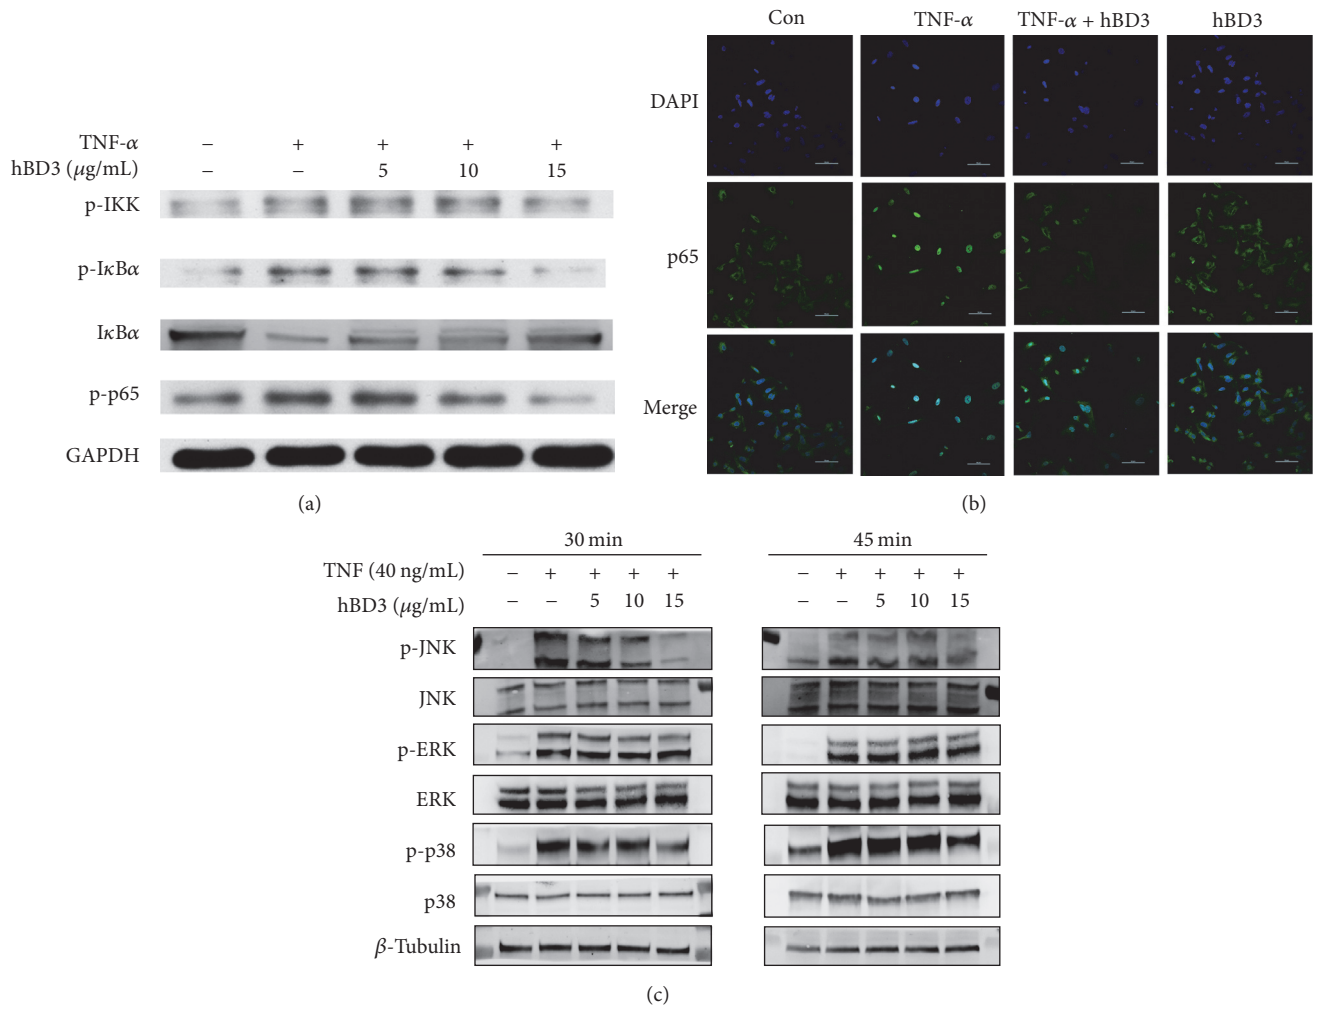 TNF-α − + + + +
hBD3 (μg/mL) − − 5 10 15
p-IKK
p-IκBα
IκBα
p-p65
GAPDH
(a)
Con TNF-α TNF-α + hBD3 hBD3
DAPI
p65
Merge
(b)
30 min 45 min
TNF (40 ng/mL) − + + + + − + + + +
hBD3 (μg/mL) − − 5 10 15 − − 5 10 15
p-JNK
JNK
p-ERK
ERK
p-p38
p38
β-Tubulin
(c)